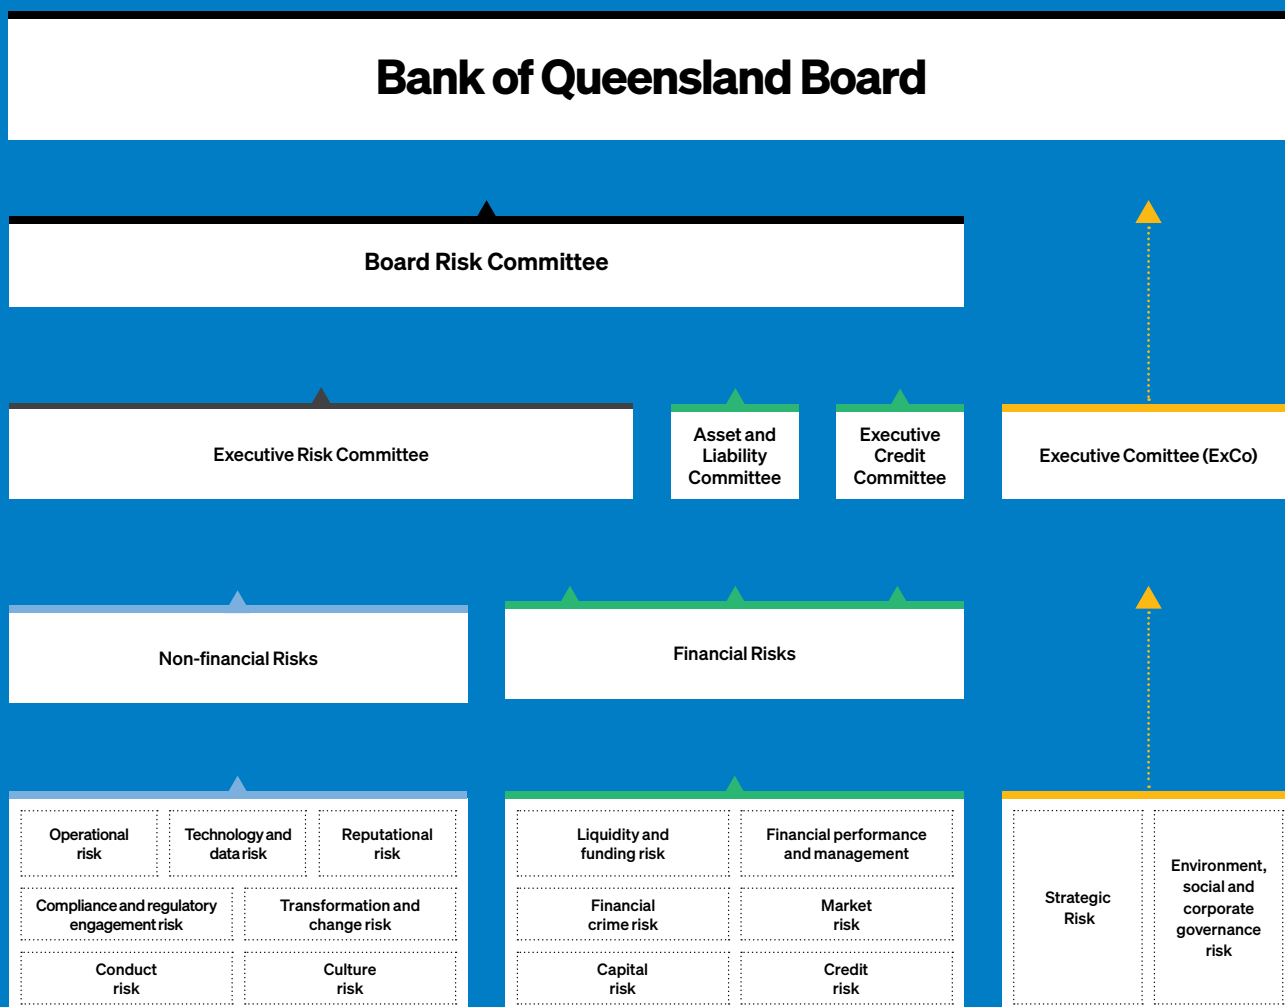 Bank of Queensland Board
Board Risk Committee
Executive Risk Committee
Asset and
Liability
Committee
Executive
Credit
Committee
Executive Comittee (ExCo)
Non-financial Risks
Financial Risks
Operational
risk
Technology and
data risk
Reputational
risk
Compliance and regulatory
engagement risk
Transformation and
change risk
Conduct
risk
Culture
risk
Liquidity and
funding risk
Financial performance
and management
Financial
crime risk
Market
risk
Capital
risk
Credit
risk
Strategic
Risk
Environment,
social and
corporate
governance
risk